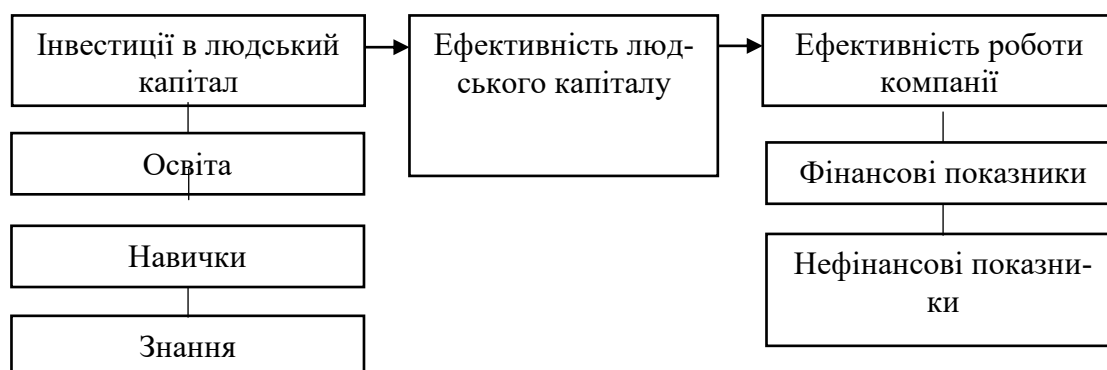 Інвестиції в людський
капітал
Ефективність люд-
ського капіталу
Ефективність роботи
компанії
Освіта
Фінансові показники
Навички
Нефінансові показни-
ки
Знання